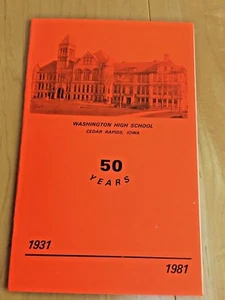 WASHINGTON HIGH SCHOOL
CEDAR RAPIDS, IOWA
50
YEARS
1931
1981